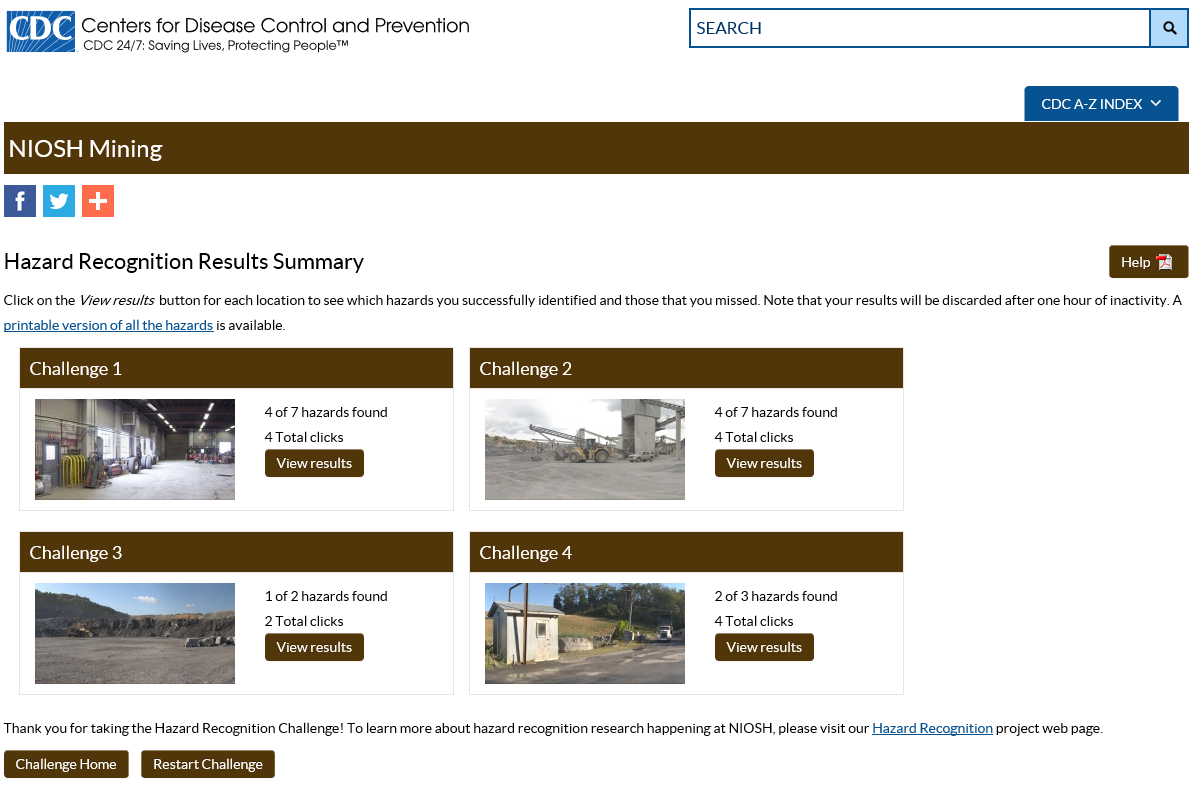 CDC Centers for Disease Control and Prevention
CDC 24/7: Saving Lives, Protecting People™
SEARCH
CDC A-Z INDEX
NIOSH Mining
Hazard Recognition Results Summary
Help
Click on the View results button for each location to see which hazards you successfully identified and those that you missed. Note that your results will be discarded after one hour of inactivity. A
printable version of all the hazards is available.
Challenge 1
4 of 7 hazards found
4 Total clicks
View results
Challenge 2
4 of 7 hazards found
4 Total clicks
View results
Challenge 3
1 of 2 hazards found
2 Total clicks
View results
Challenge 4
2 of 3 hazards found
4 Total clicks
View results
Thank you for taking the Hazard Recognition Challenge! To learn more about hazard recognition research happening at NIOSH, please visit our Hazard Recognition project web page.
Challenge Home
Restart Challenge